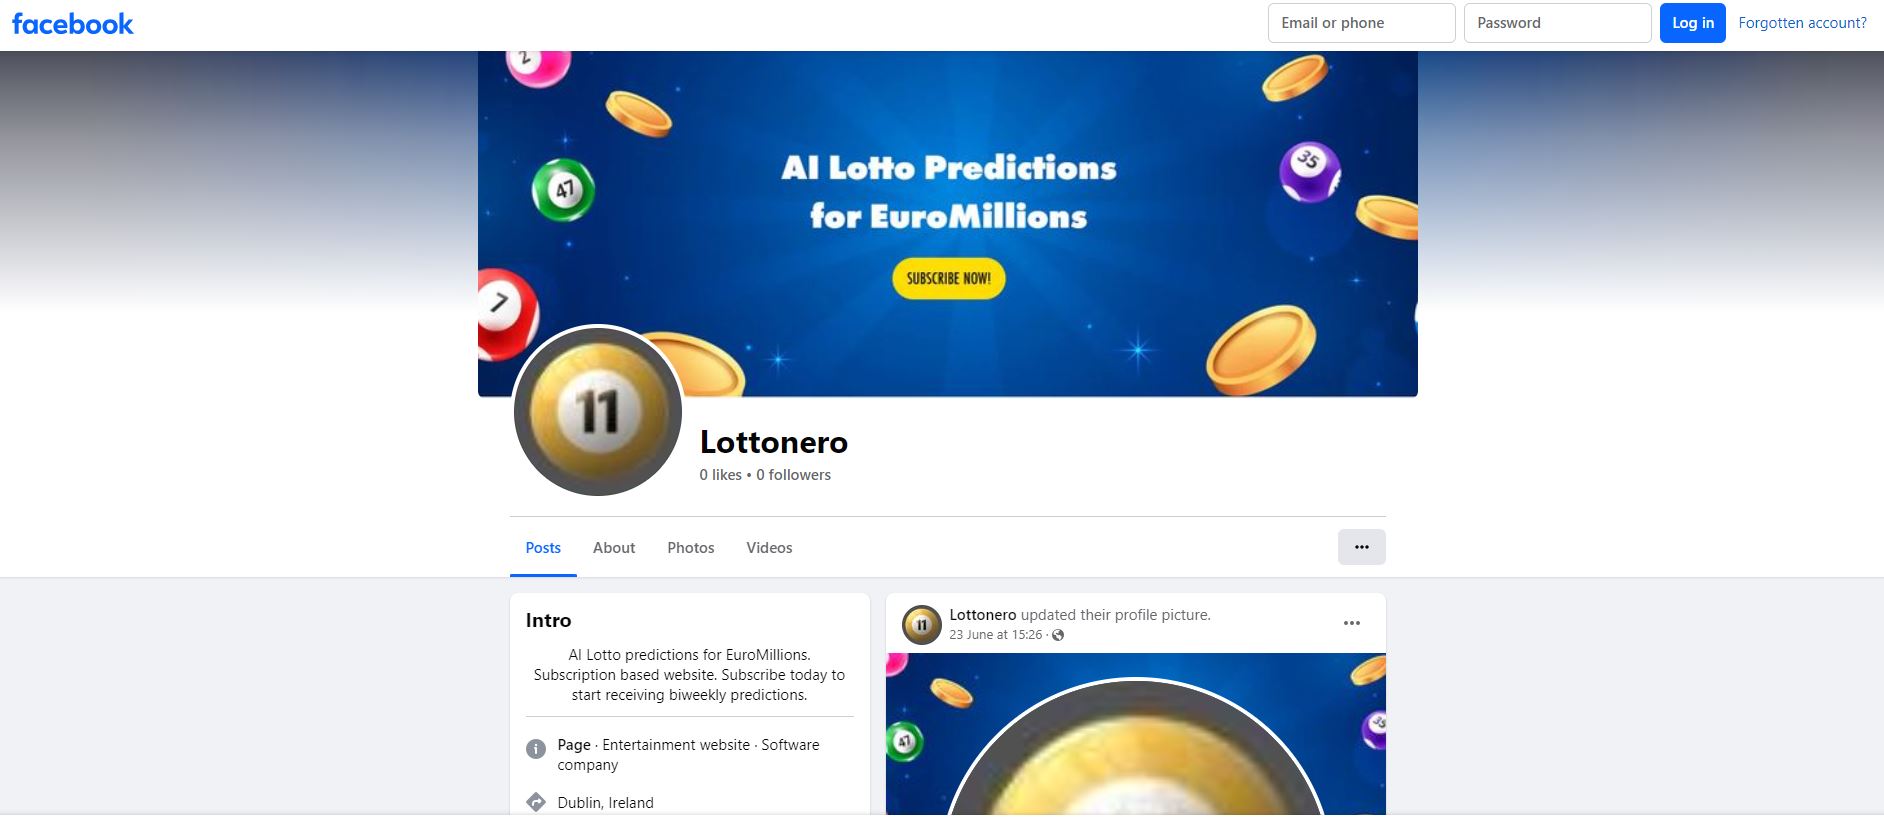 facebook
Email or phone
Password
Log in
Forgotten account?
2
47
35
7
AI Lotto Predictions
for EuroMillions
SUBSCRIBE NOW!
11
Lottonero
0 likes • 0 followers
Posts
About
Photos
Videos
Intro
AI Lotto predictions for EuroMillions.
Subscription based website. Subscribe today to
start receiving biweekly predictions.
Page · Entertainment website · Software
company
Dublin, Ireland
11
Lottonero updated their profile picture.
23 June at 15:26 ·
47
35